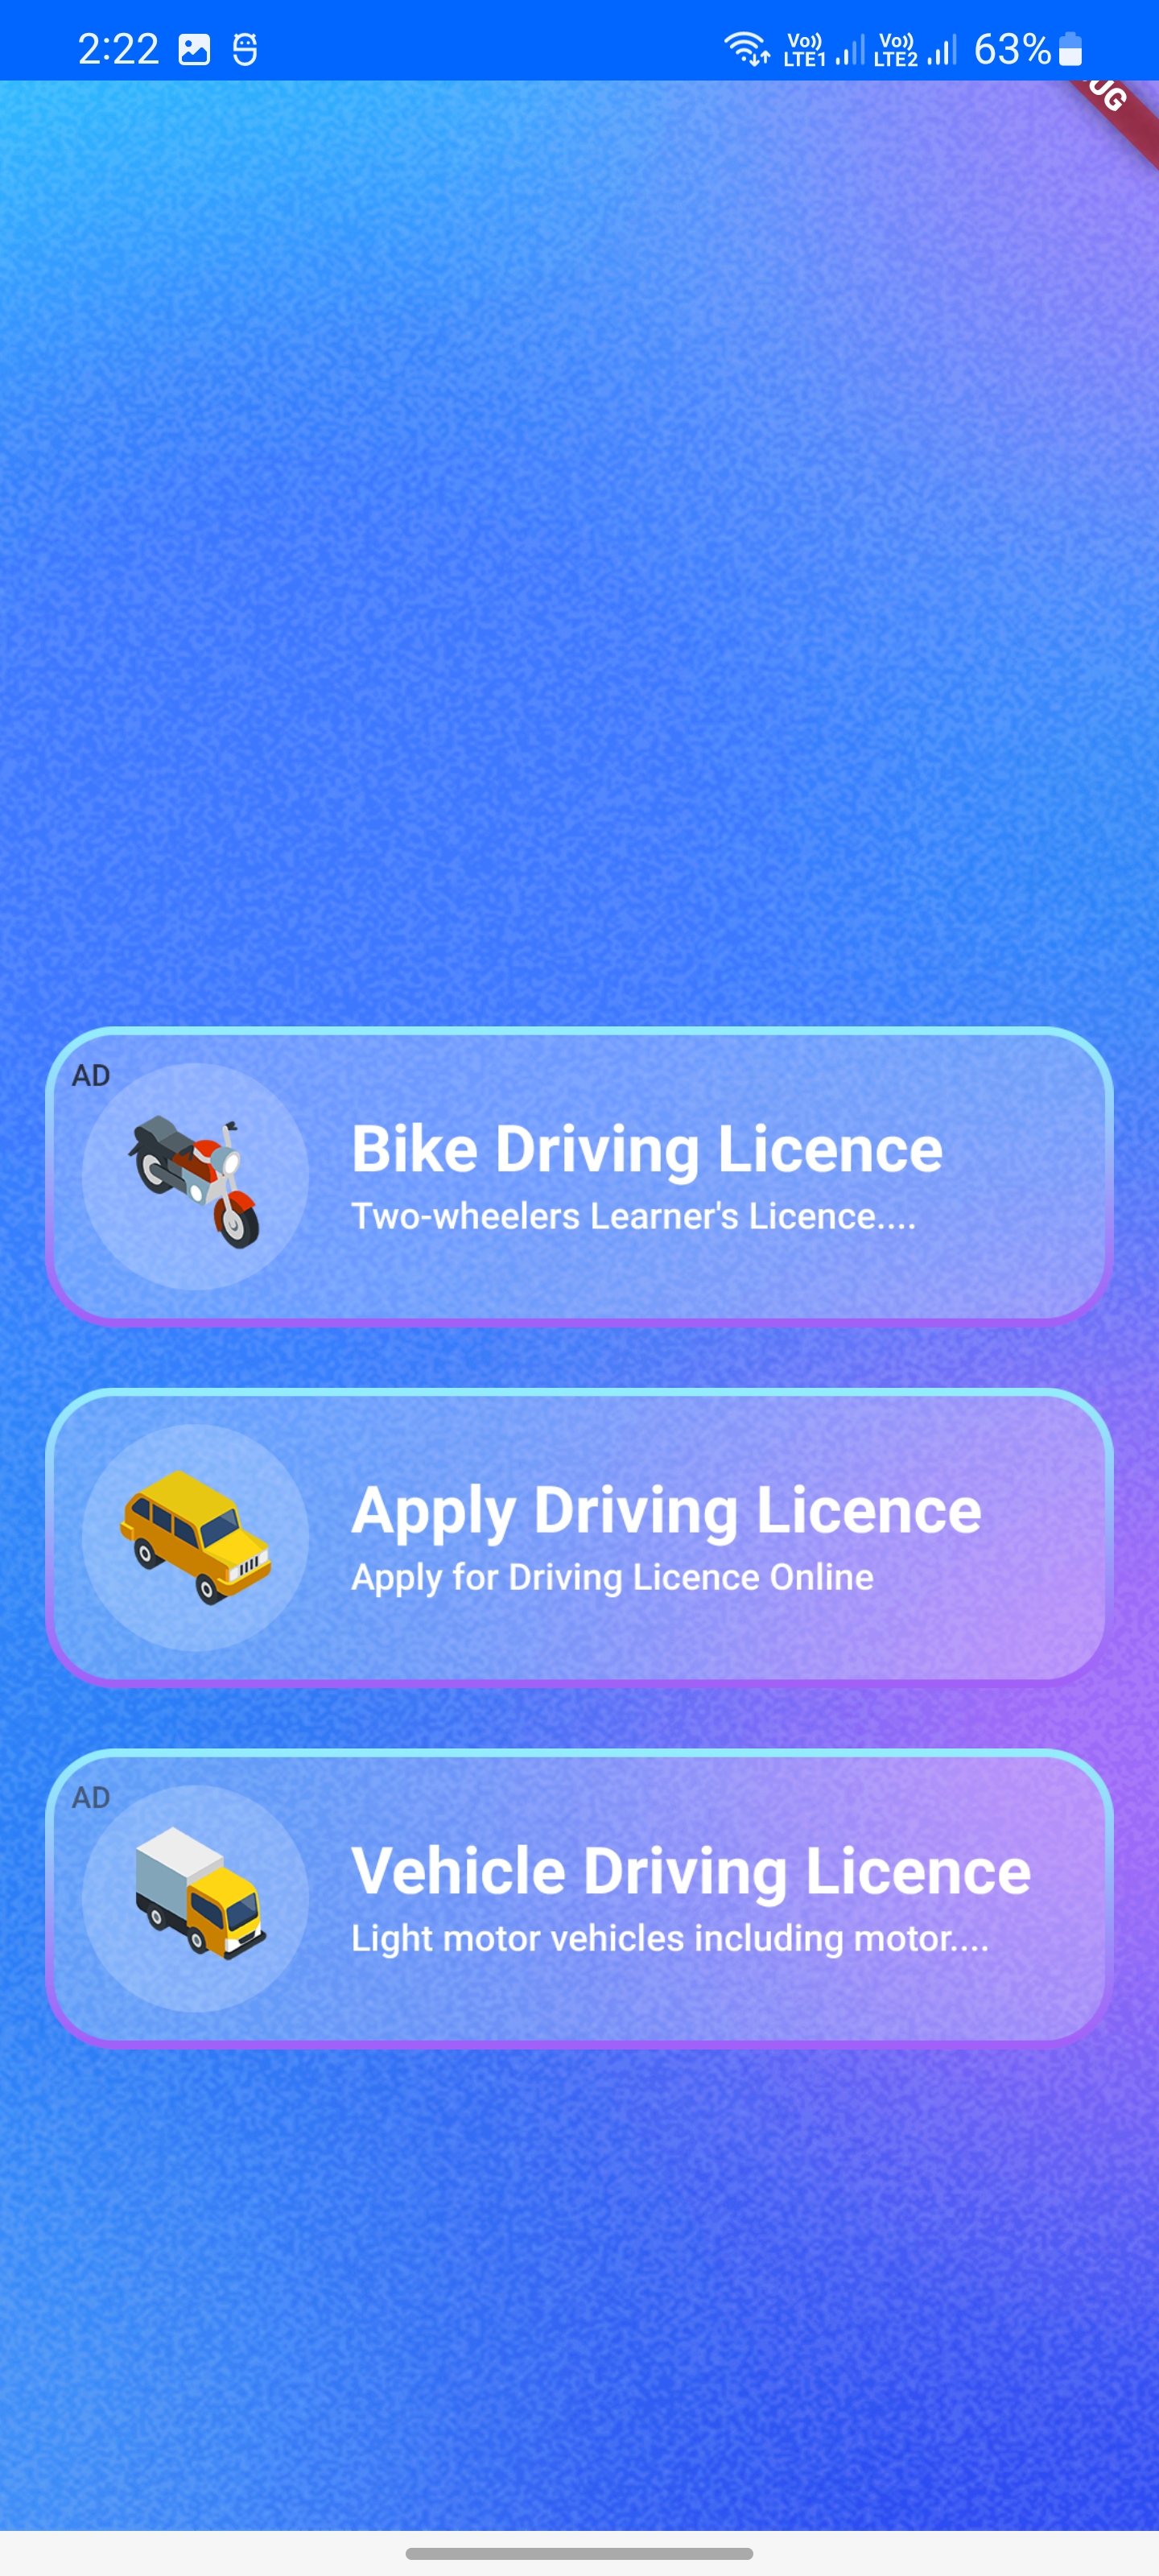 2:22 Vo)) LTE1 Vo)) LTE2 63%
UG
AD
Bike Driving Licence
Two-wheelers Learner's Licence....
Apply Driving Licence
Apply for Driving Licence Online
AD
Vehicle Driving Licence
Light motor vehicles including motor....